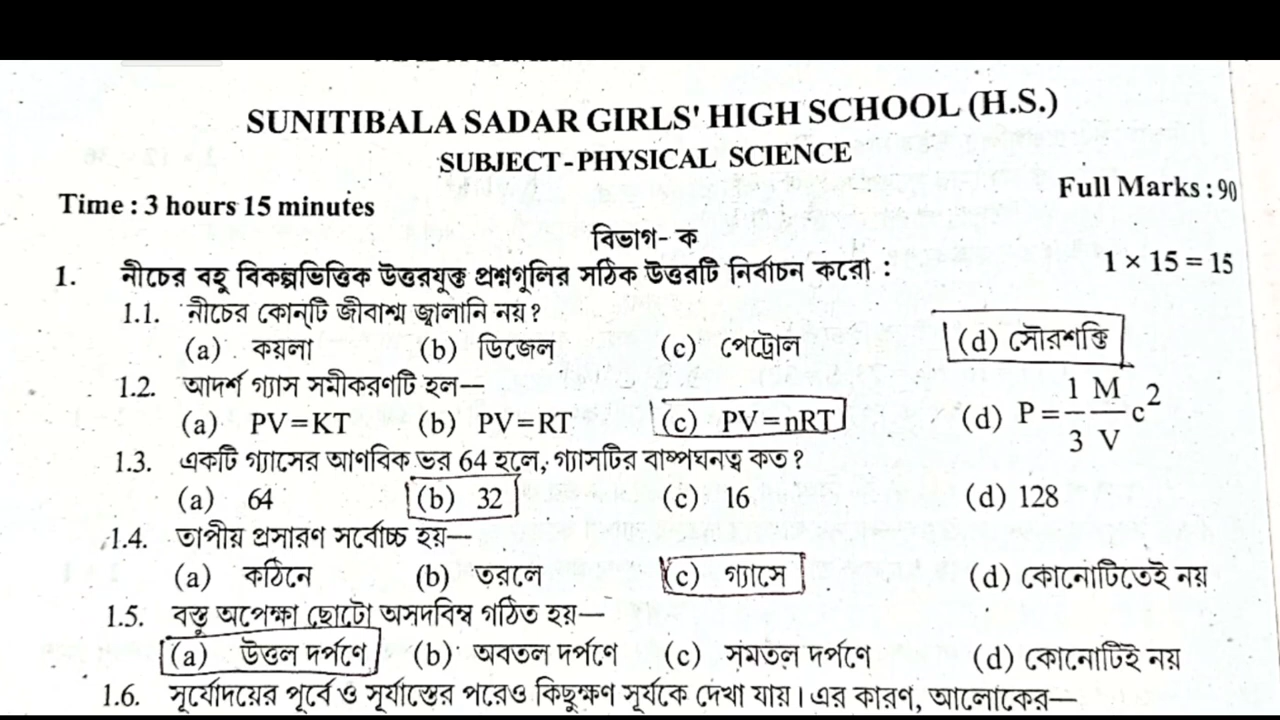 SUNITIBALA SADAR GIRLS' HIGH SCHOOL (H.S.)
SUBJECT-PHYSICAL SCIENCE
Time : 3 hours 15 minutes Full Marks : 90
বিভাগ- ক
1. নীচের বহু বিকল্পভিত্তিক উত্তরযুক্ত প্রশ্নগুলির সঠিক উত্তরটি নির্বাচন করো : 1 × 15 = 15
1.1. নীচের কোন্‌টি জীবাশ্ম জ্বালানি নয়?
(a) কয়লা (b) ডিজেল (c) পেট্রোল (d) সৌরশক্তি
1.2. আদর্শ গ্যাস সমীকরণটি হল—
(a) PV=KT (b) PV=RT (c) PV=nRT (d) P = 1/3 M/V c²
1.3. একটি গ্যাসের আণবিক ভর 64 হলে, গ্যাসটির বাষ্পঘনত্ব কত?
(a) 64 (b) 32 (c) 16 (d) 128
1.4. তাপীয় প্রসারণ সর্বোচ্চ হয়—
(a) কঠিনে (b) তরলে (c) গ্যাসে (d) কোনোটিতেই নয়
1.5. বস্তু অপেক্ষা ছোটো অসদবিম্ব গঠিত হয়—
(a) উত্তল দর্পণে (b) অবতল দর্পণে (c) সমতল দর্পণে (d) কোনোটিই নয়
1.6. সূর্যোদয়ের পূর্বে ও সূর্যাস্তের পরেও কিছুক্ষণ সূর্যকে দেখা যায়। এর কারণ, আলোকের—